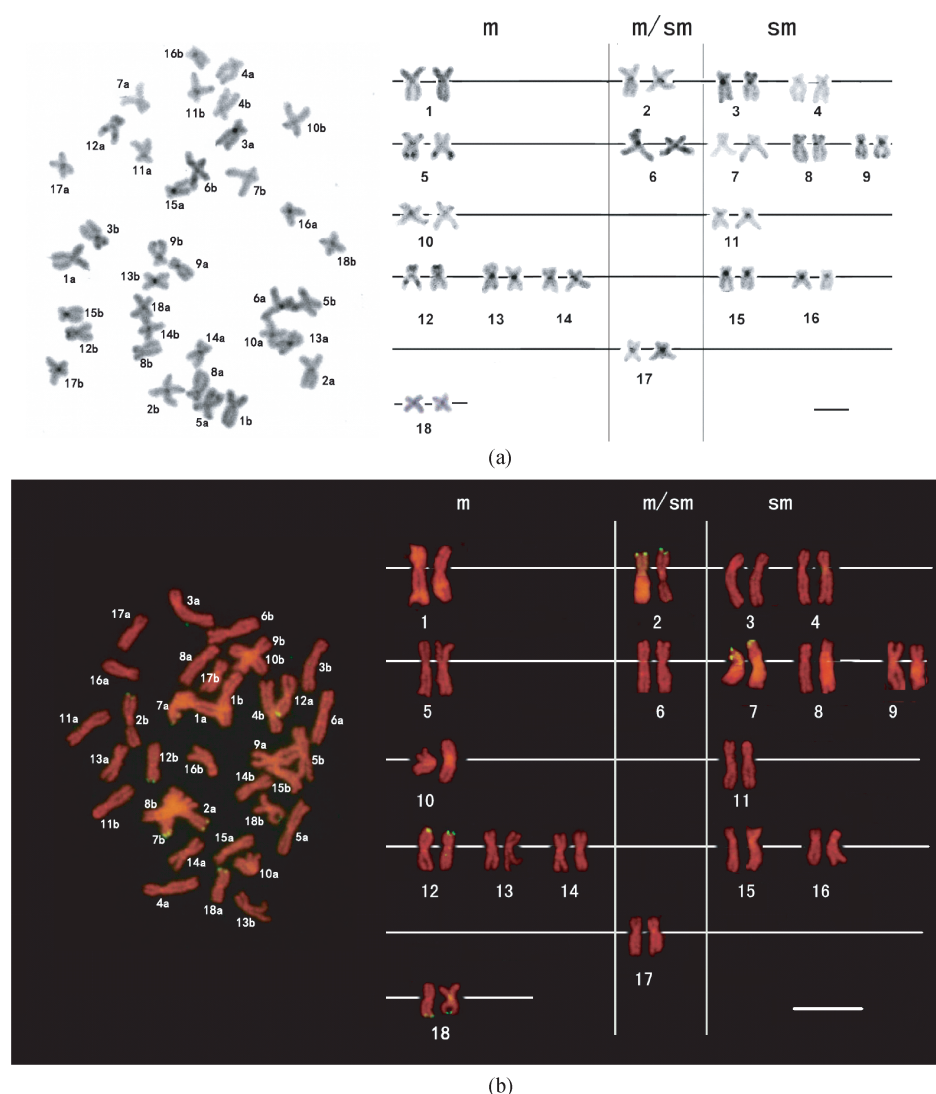 m m/sm sm
16b
4a
7a
11b
4b
10b
12a
3a
11a
17a
6b
7b
15a
16a
3b
9b
18b
1a
9a
13b
6a
5b
18a
15b
14b
10a
13a
12b
14a
8b
8a
17b
2a
2b
5a
1b
1 2 3 4
5 6 7 8 9
10 11
12 13 14 15 16
17
18
(a)
m m/sm sm
3a
17a
6b
9b
8a
10b
3b
16a
17b
1b
12a
7a
1a
4b
11a
2b
6a
9a
13a
12b
5b
16b
14b
15b
8b
2a
11b
18b
7b
5a
15a
14a
10a
4a
18a
13b
1 2 3 4
5 6 7 8 9
10 11
12 13 14 15 16
17
18
(b)